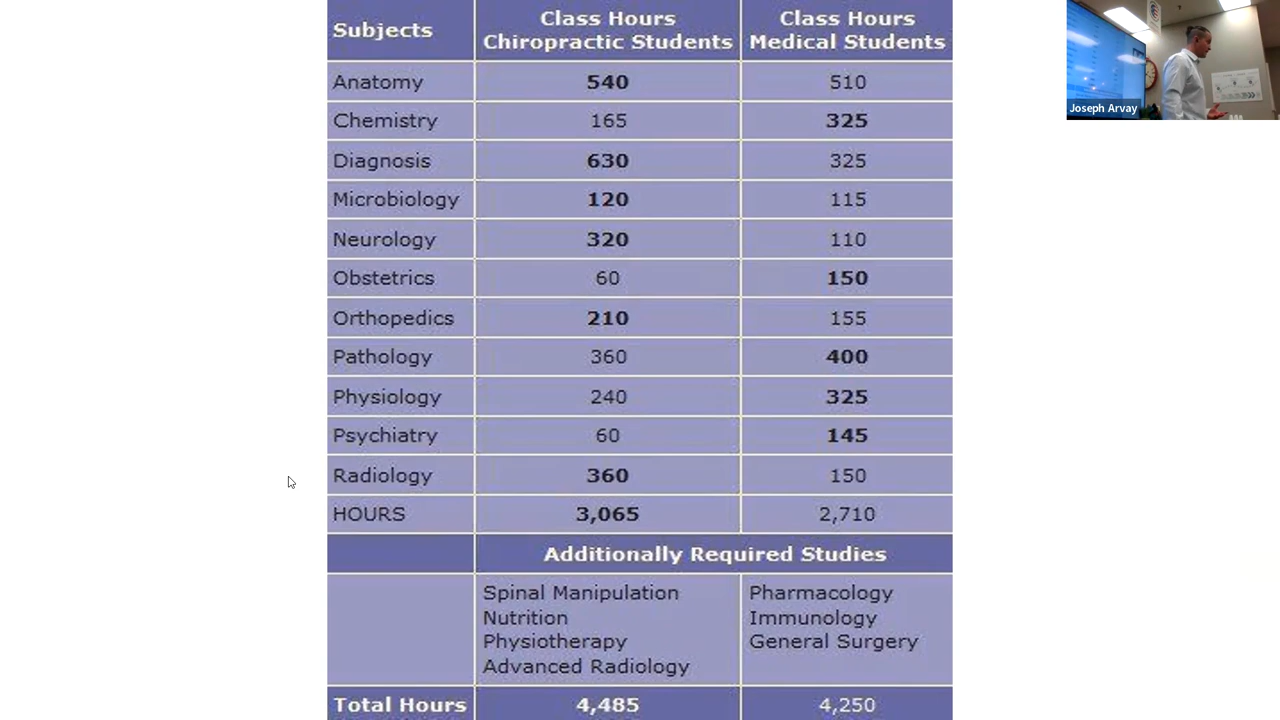 Subjects
Class Hours
Chiropractic Students
Class Hours
Medical Students
Anatomy 540 510
Chemistry 165 325
Diagnosis 630 325
Microbiology 120 115
Neurology 320 110
Obstetrics 60 150
Orthopedics 210 155
Pathology 360 400
Physiology 240 325
Psychiatry 60 145
Radiology 360 150
HOURS 3,065 2,710
Additionally Required Studies
Spinal Manipulation
Nutrition
Physiotherapy
Advanced Radiology
Pharmacology
Immunology
General Surgery
Total Hours 4,485 4,250
Joseph Arvay